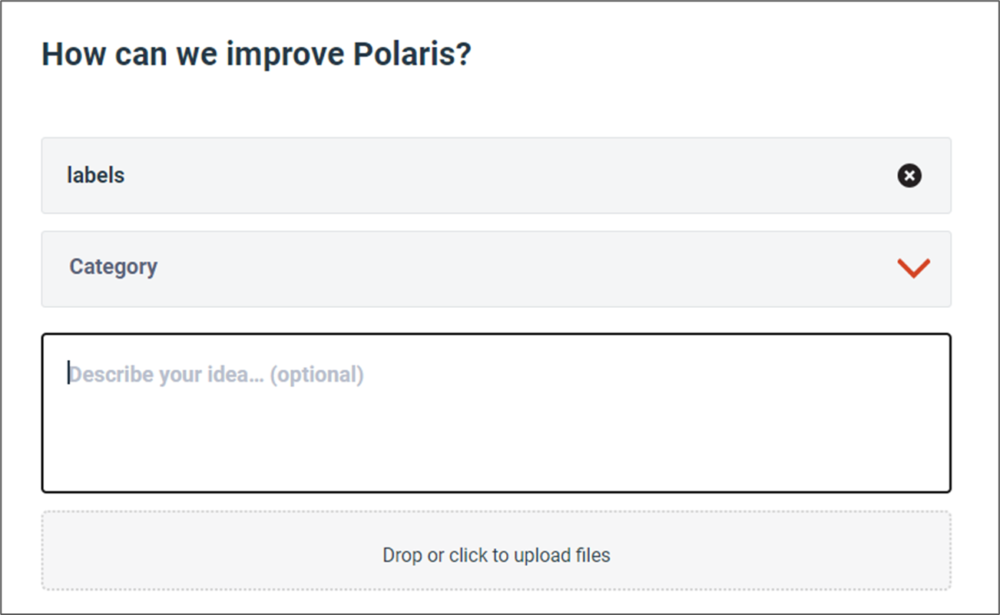 How can we improve Polaris?
labels
Category
Describe your idea... (optional)
Drop or click to upload files